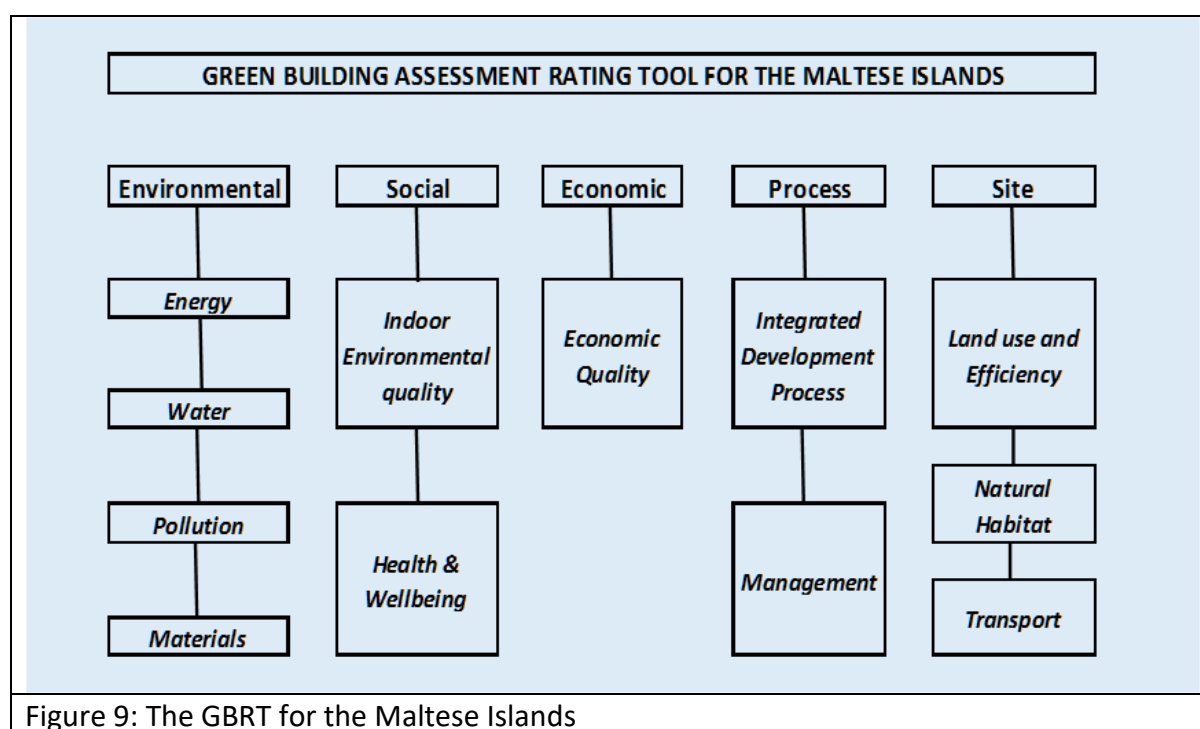 GREEN BUILDING ASSESSMENT RATING TOOL FOR THE MALTESE ISLANDS
Environmental
Energy
Water
Pollution
Materials
Social
Indoor
Environmental
quality
Health &
Wellbeing
Economic
Economic
Quality
Process
Integrated
Development
Process
Management
Site
Land use and
Efficiency
Natural
Habitat
Transport
Figure 9: The GBRT for the Maltese Islands